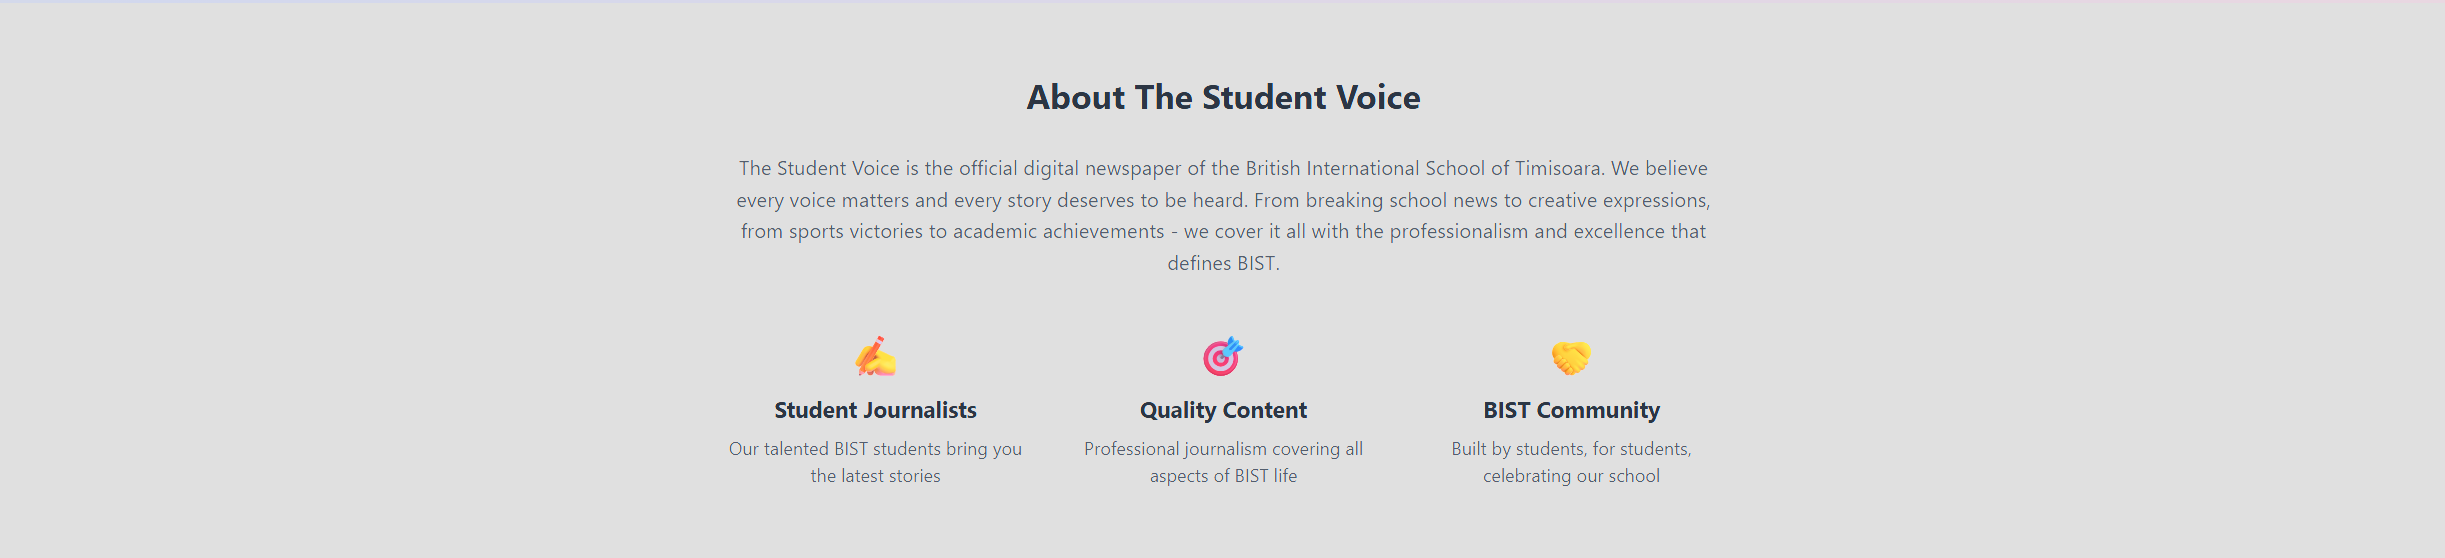 About The Student Voice
The Student Voice is the official digital newspaper of the British International School of Timisoara. We believe
every voice matters and every story deserves to be heard. From breaking school news to creative expressions,
from sports victories to academic achievements - we cover it all with the professionalism and excellence that
defines BIST.
Student Journalists
Our talented BIST students bring you
the latest stories
Quality Content
Professional journalism covering all
aspects of BIST life
BIST Community
Built by students, for students,
celebrating our school